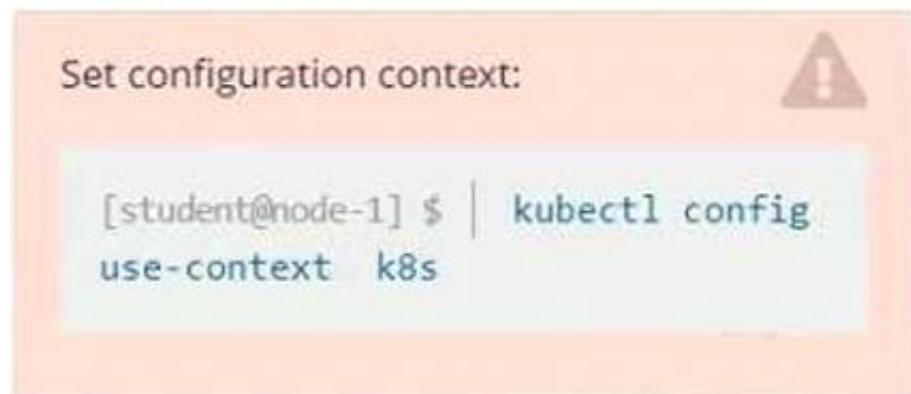 Set configuration context:
[student@node-1] $ | kubectl config
use-context k8s